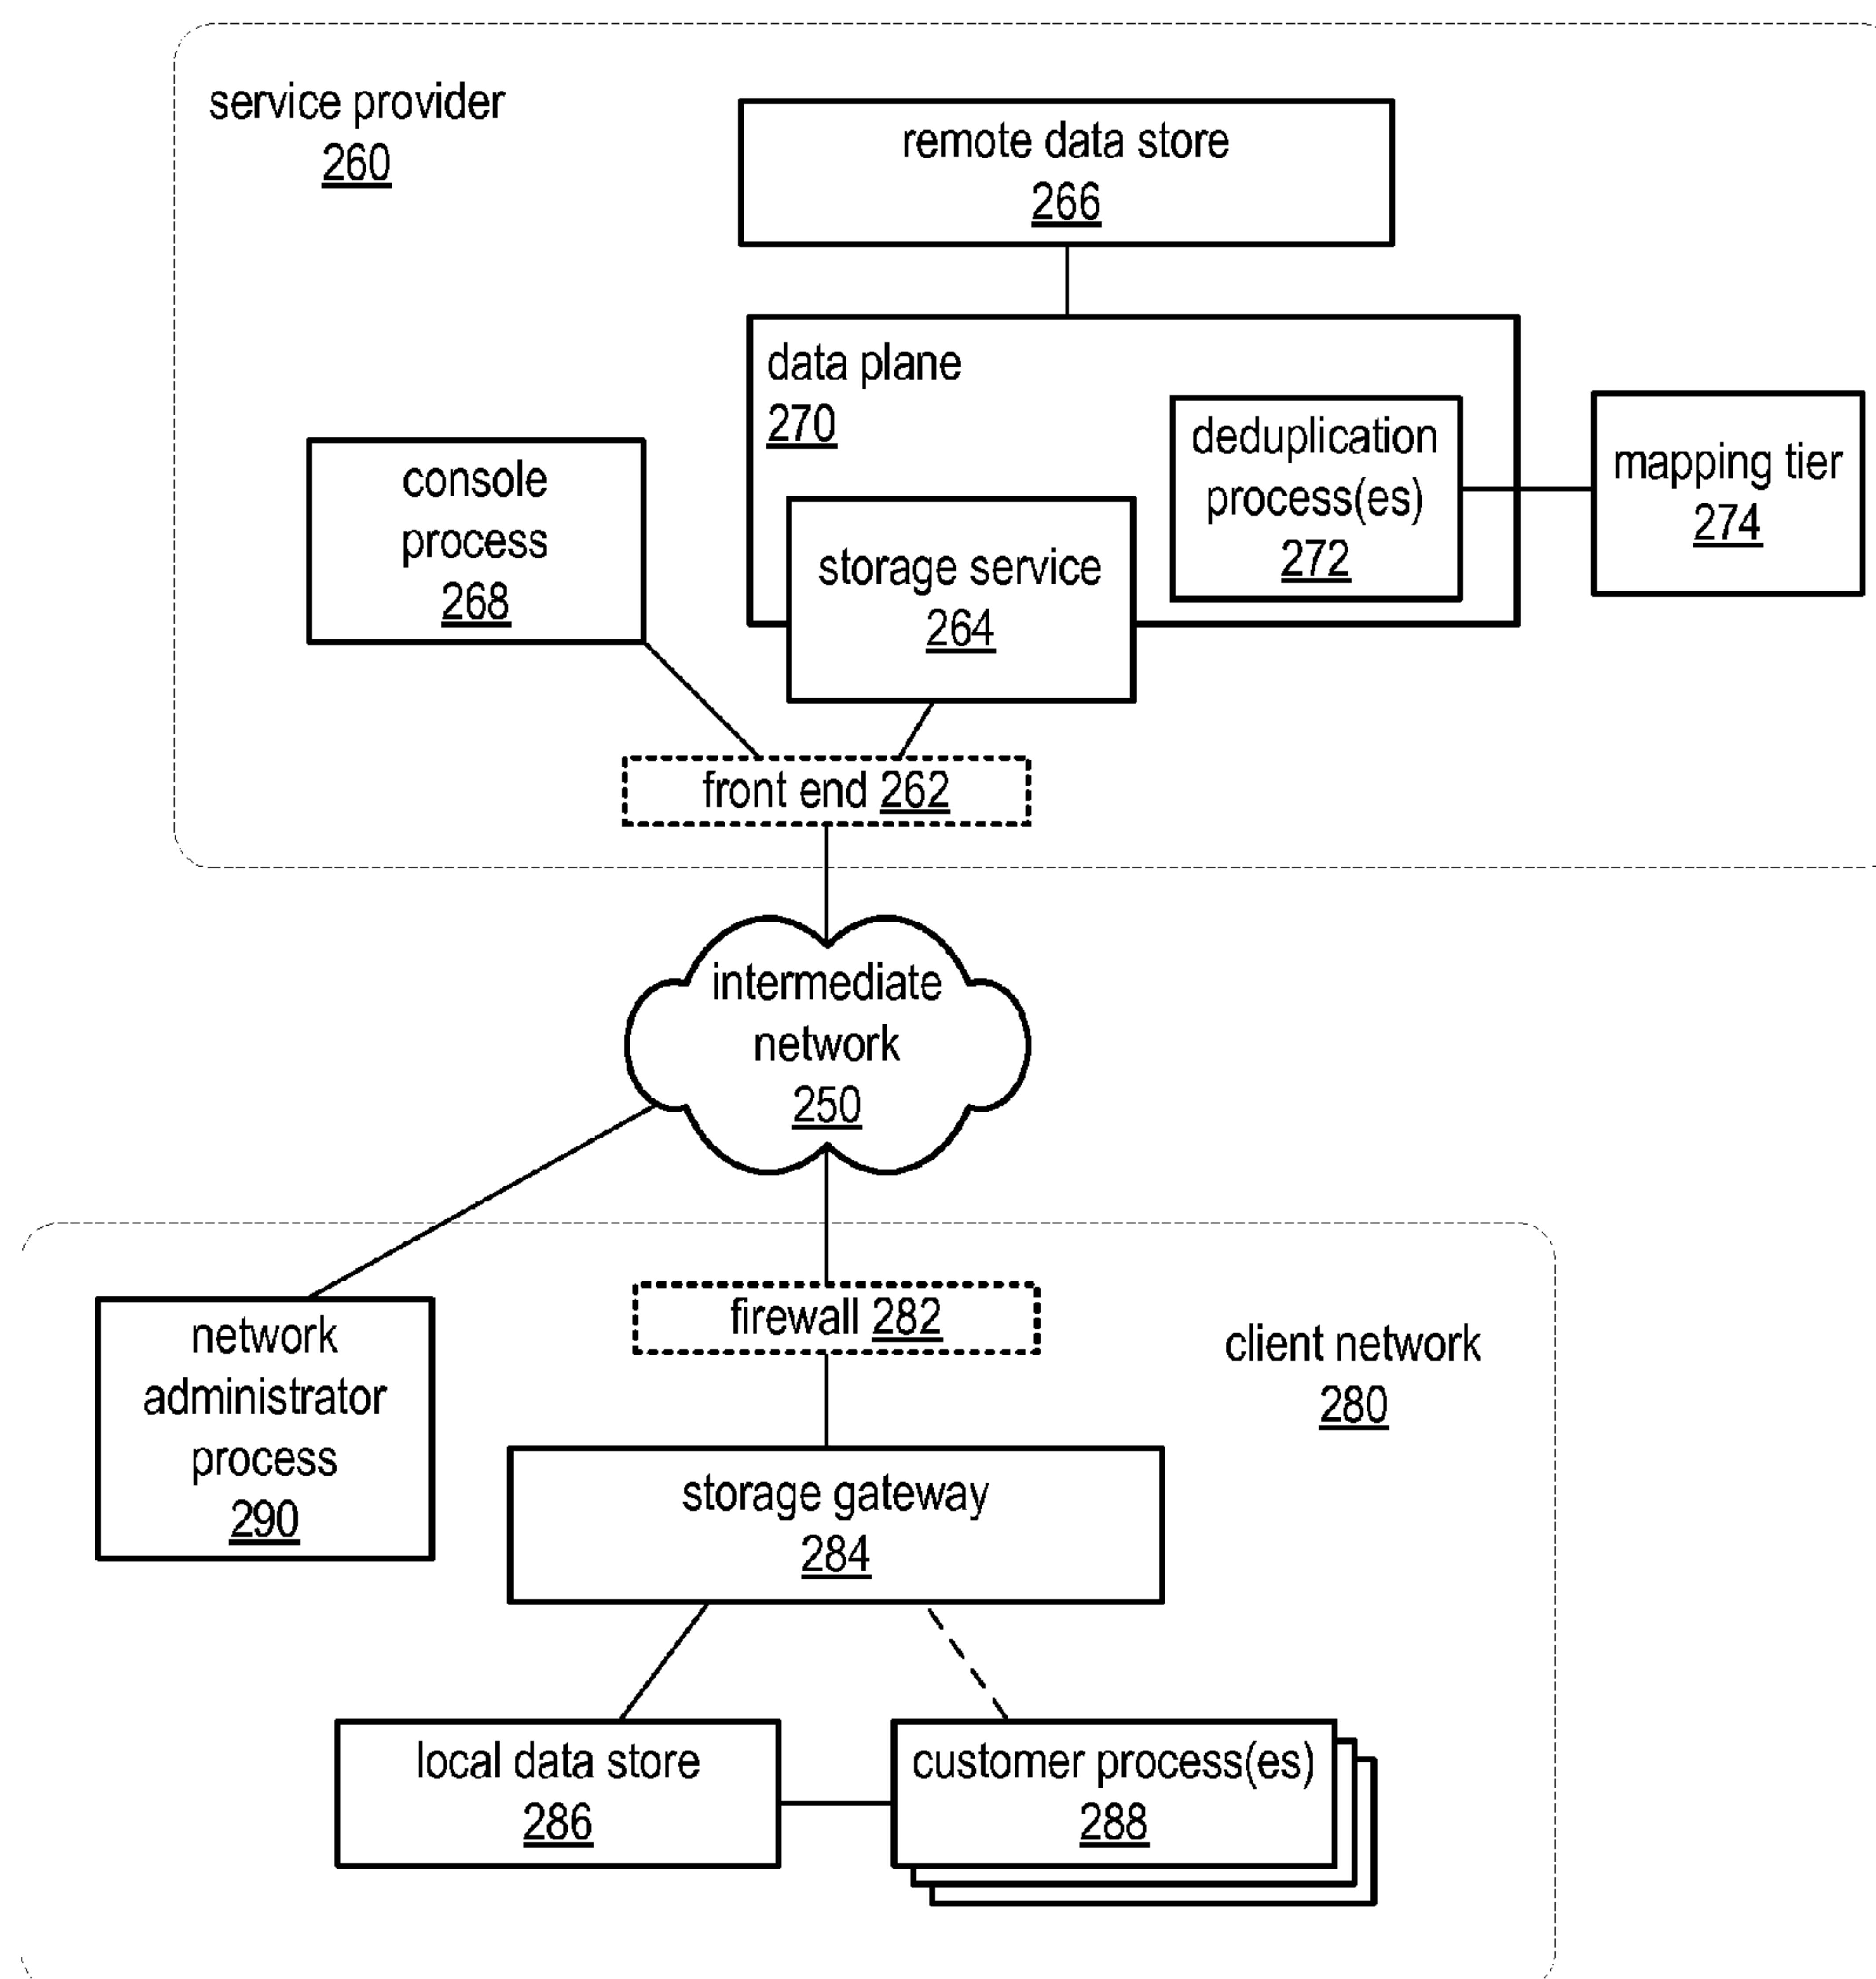 service provider
260
remote data store
266
data plane
270
deduplication
process(es)
272
mapping tier
274
console
process
268
storage service
264
front end 262
intermediate
network
250
network
administrator
process
290
firewall 282
client network
280
storage gateway
284
local data store
286
customer process(es)
288